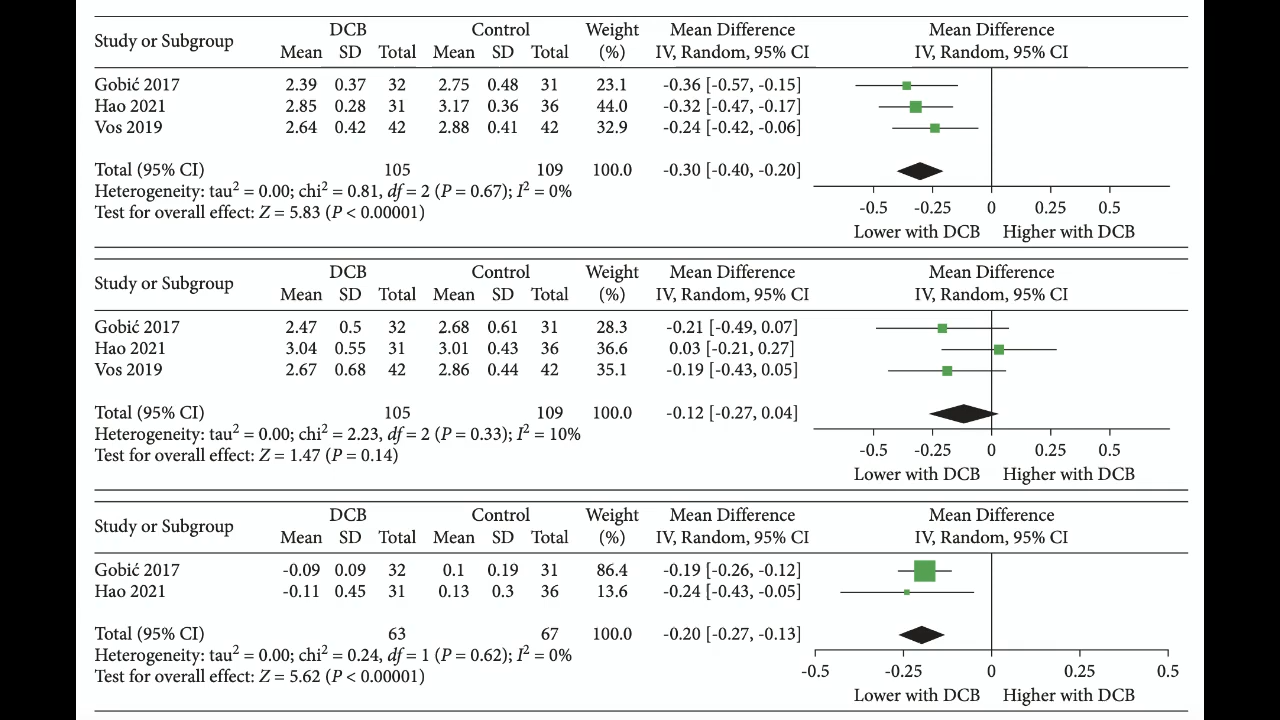 Study or Subgroup DCB Control Weight Mean Difference Mean Difference
Mean SD Total Mean SD Total (%) IV, Random, 95% CI IV, Random, 95% CI
Gobić 2017 2.39 0.37 32 2.75 0.48 31 23.1 -0.36 [-0.57, -0.15]
Hao 2021 2.85 0.28 31 3.17 0.36 36 44.0 -0.32 [-0.47, -0.17]
Vos 2019 2.64 0.42 42 2.88 0.41 42 32.9 -0.24 [-0.42, -0.06]
Total (95% CI) 105 109 100.0 -0.30 [-0.40, -0.20]
Heterogeneity: tau² = 0.00; chi² = 0.81, df = 2 (P = 0.67); I² = 0%
Test for overall effect: Z = 5.83 (P < 0.00001)
-0.5 -0.25 0 0.25 0.5
Lower with DCB Higher with DCB
Study or Subgroup DCB Control Weight Mean Difference Mean Difference
Mean SD Total Mean SD Total (%) IV, Random, 95% CI IV, Random, 95% CI
Gobić 2017 2.47 0.5 32 2.68 0.61 31 28.3 -0.21 [-0.49, 0.07]
Hao 2021 3.04 0.55 31 3.01 0.43 36 36.6 0.03 [-0.21, 0.27]
Vos 2019 2.67 0.68 42 2.86 0.44 42 35.1 -0.19 [-0.43, 0.05]
Total (95% CI) 105 109 100.0 -0.12 [-0.27, 0.04]
Heterogeneity: tau² = 0.00; chi² = 2.23, df = 2 (P = 0.33); I² = 10%
Test for overall effect: Z = 1.47 (P = 0.14)
-0.5 -0.25 0 0.25 0.5
Lower with DCB Higher with DCB
Study or Subgroup DCB Control Weight Mean Difference Mean Difference
Mean SD Total Mean SD Total (%) IV, Random, 95% CI IV, Random, 95% CI
Gobić 2017 -0.09 0.09 32 0.1 0.19 31 86.4 -0.19 [-0.26, -0.12]
Hao 2021 -0.11 0.45 31 0.13 0.3 36 13.6 -0.24 [-0.43, -0.05]
Total (95% CI) 63 67 100.0 -0.20 [-0.27, -0.13]
Heterogeneity: tau² = 0.00; chi² = 0.24, df = 1 (P = 0.62); I² = 0%
Test for overall effect: Z = 5.62 (P < 0.00001)
-0.5 -0.25 0 0.25 0.5
Lower with DCB Higher with DCB